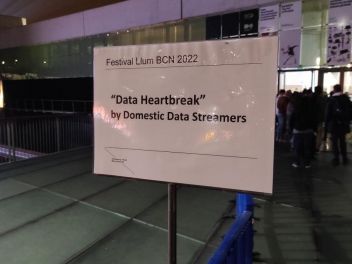 Festival Llum BCN 2022
“Data Heartbreak”
by Domestic Data Streamers